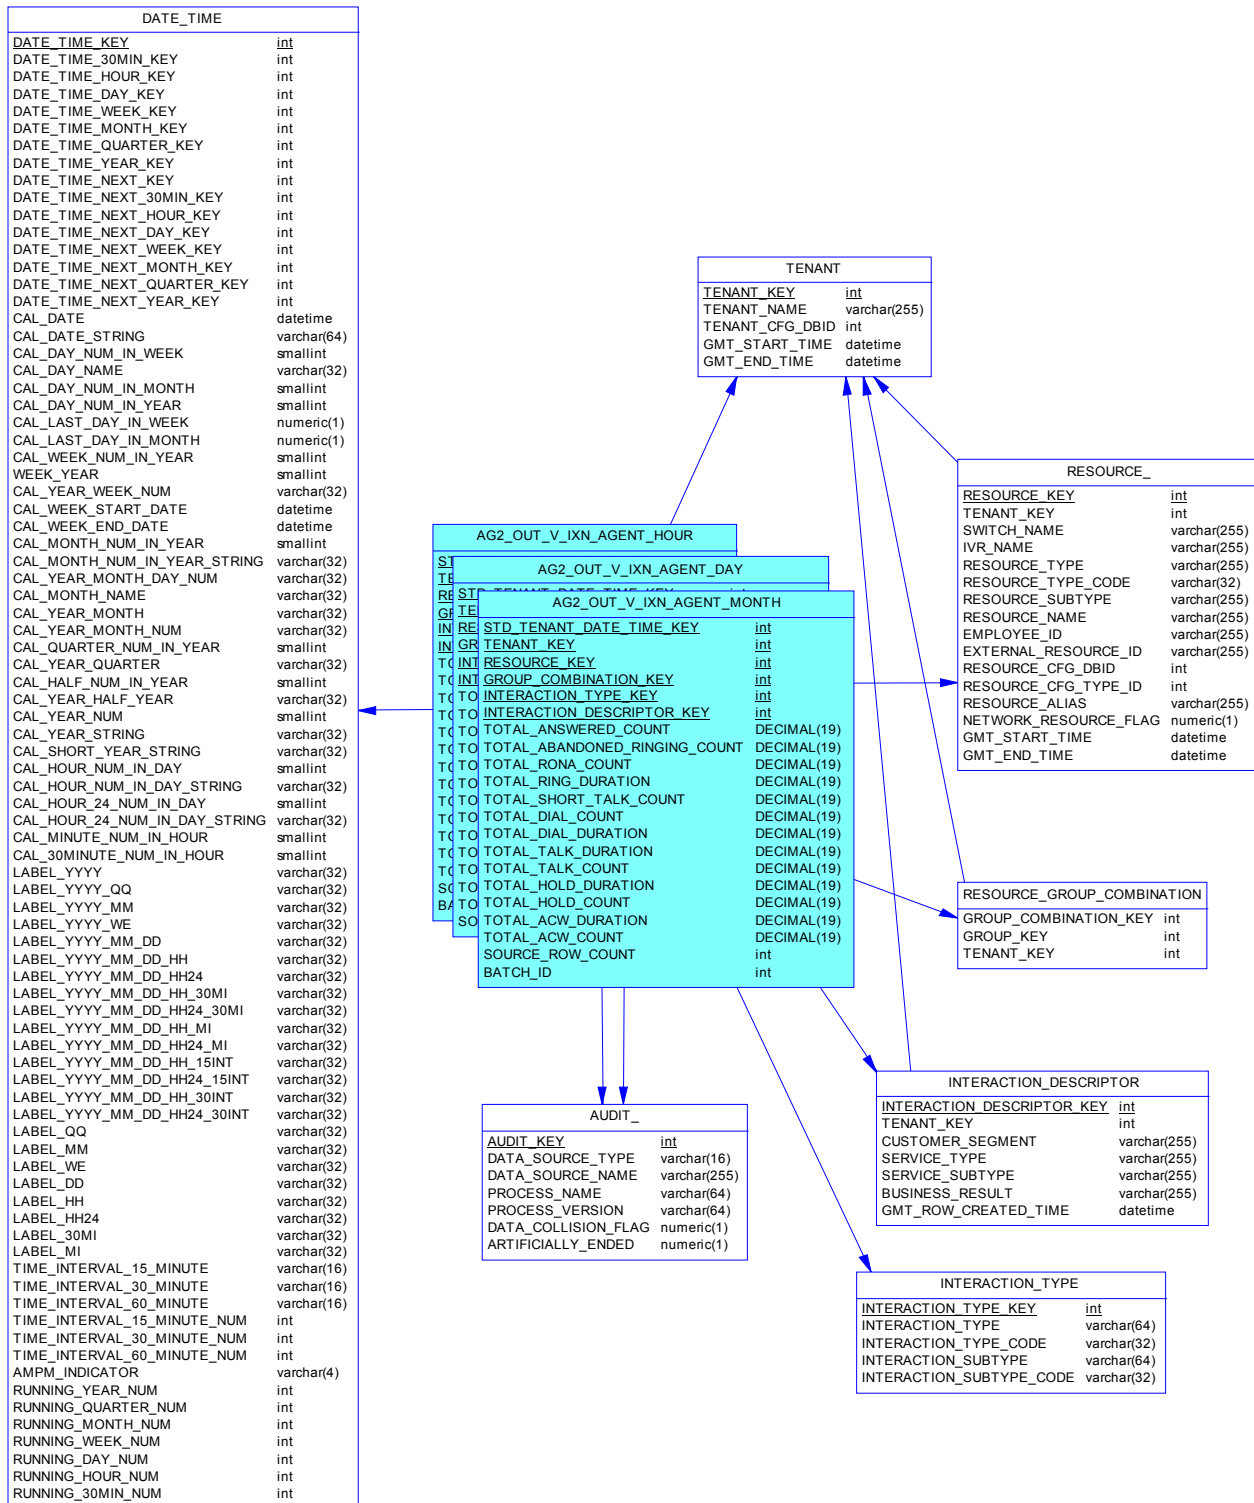 DATE_TIME
DATE_TIME_KEY int
DATE_TIME_30MIN_KEY int
DATE_TIME_HOUR_KEY int
DATE_TIME_DAY_KEY int
DATE_TIME_WEEK_KEY int
DATE_TIME_MONTH_KEY int
DATE_TIME_QUARTER_KEY int
DATE_TIME_YEAR_KEY int
DATE_TIME_NEXT_KEY int
DATE_TIME_NEXT_30MIN_KEY int
DATE_TIME_NEXT_HOUR_KEY int
DATE_TIME_NEXT_DAY_KEY int
DATE_TIME_NEXT_WEEK_KEY int
DATE_TIME_NEXT_MONTH_KEY int
DATE_TIME_NEXT_QUARTER_KEY int
DATE_TIME_NEXT_YEAR_KEY int
CAL_DATE datetime
CAL_DATE_STRING varchar(64)
CAL_DAY_NUM_IN_WEEK smallint
CAL_DAY_NAME varchar(32)
CAL_DAY_NUM_IN_MONTH smallint
CAL_DAY_NUM_IN_YEAR smallint
CAL_LAST_DAY_IN_WEEK numeric(1)
CAL_LAST_DAY_IN_MONTH numeric(1)
CAL_WEEK_NUM_IN_YEAR smallint
WEEK_YEAR smallint
CAL_YEAR_WEEK_NUM varchar(32)
CAL_WEEK_START_DATE datetime
CAL_WEEK_END_DATE datetime
CAL_MONTH_NUM_IN_YEAR smallint
CAL_MONTH_NUM_IN_YEAR_STRING varchar(32)
CAL_YEAR_MONTH_DAY_NUM varchar(32)
CAL_MONTH_NAME varchar(32)
CAL_YEAR_MONTH varchar(32)
CAL_YEAR_MONTH_NUM varchar(32)
CAL_QUARTER_NUM_IN_YEAR smallint
CAL_YEAR_QUARTER varchar(32)
CAL_HALF_NUM_IN_YEAR smallint
CAL_YEAR_HALF_YEAR varchar(32)
CAL_YEAR_NUM smallint
CAL_YEAR_STRING varchar(32)
CAL_SHORT_YEAR_STRING varchar(32)
CAL_HOUR_NUM_IN_DAY smallint
CAL_HOUR_NUM_IN_DAY_STRING varchar(32)
CAL_HOUR_24_NUM_IN_DAY smallint
CAL_HOUR_24_NUM_IN_DAY_STRING varchar(32)
CAL_MINUTE_NUM_IN_HOUR smallint
CAL_30MINUTE_NUM_IN_HOUR smallint
LABEL_YYYY varchar(32)
LABEL_YYYY_QQ varchar(32)
LABEL_YYYY_MM varchar(32)
LABEL_YYYY_WE varchar(32)
LABEL_YYYY_MM_DD varchar(32)
LABEL_YYYY_MM_DD_HH varchar(32)
LABEL_YYYY_MM_DD_HH24 varchar(32)
LABEL_YYYY_MM_DD_HH_30MI varchar(32)
LABEL_YYYY_MM_DD_HH24_30MI varchar(32)
LABEL_YYYY_MM_DD_HH_MI varchar(32)
LABEL_YYYY_MM_DD_HH24_MI varchar(32)
LABEL_YYYY_MM_DD_HH_15INT varchar(32)
LABEL_YYYY_MM_DD_HH24_15INT varchar(32)
LABEL_YYYY_MM_DD_HH_30INT varchar(32)
LABEL_YYYY_MM_DD_HH24_30INT varchar(32)
LABEL_QQ varchar(32)
LABEL_MM varchar(32)
LABEL_WE varchar(32)
LABEL_DD varchar(32)
LABEL_HH varchar(32)
LABEL_HH24 varchar(32)
LABEL_30MI varchar(32)
LABEL_MI varchar(32)
TIME_INTERVAL_15_MINUTE varchar(16)
TIME_INTERVAL_30_MINUTE varchar(16)
TIME_INTERVAL_60_MINUTE varchar(16)
TIME_INTERVAL_15_MINUTE_NUM int
TIME_INTERVAL_30_MINUTE_NUM int
TIME_INTERVAL_60_MINUTE_NUM int
AMPM_INDICATOR varchar(4)
RUNNING_YEAR_NUM int
RUNNING_QUARTER_NUM int
RUNNING_MONTH_NUM int
RUNNING_WEEK_NUM int
RUNNING_DAY_NUM int
RUNNING_HOUR_NUM int
RUNNING_30MIN_NUM int
TENANT
TENANT_KEY int
TENANT_NAME varchar(255)
TENANT_CFG_DBID int
GMT_START_TIME datetime
GMT_END_TIME datetime
RESOURCE_
RESOURCE_KEY int
TENANT_KEY int
SWITCH_NAME varchar(255)
IVR_NAME varchar(255)
RESOURCE_TYPE varchar(255)
RESOURCE_TYPE_CODE varchar(32)
RESOURCE_SUBTYPE varchar(255)
RESOURCE_NAME varchar(255)
EMPLOYEE_ID varchar(255)
EXTERNAL_RESOURCE_ID varchar(255)
RESOURCE_CFG_DBID int
RESOURCE_CFG_TYPE_ID int
RESOURCE_ALIAS varchar(255)
NETWORK_RESOURCE_FLAG numeric(1)
GMT_START_TIME datetime
GMT_END_TIME datetime
AG2_OUT_V_IXN_AGENT_HOUR
AG2_OUT_V_IXN_AGENT_DAY
AG2_OUT_V_IXN_AGENT_MONTH
STD_TENANT_DATE_TIME_KEY int
TENANT_KEY int
RESOURCE_KEY int
GROUP_COMBINATION_KEY int
INTERACTION_TYPE_KEY int
INTERACTION_DESCRIPTOR_KEY int
TOTAL_ANSWERED_COUNT DECIMAL(19)
TOTAL_ABANDONED_RINGING_COUNT DECIMAL(19)
TOTAL_RONA_COUNT DECIMAL(19)
TOTAL_RING_DURATION DECIMAL(19)
TOTAL_SHORT_TALK_COUNT DECIMAL(19)
TOTAL_DIAL_COUNT DECIMAL(19)
TOTAL_DIAL_DURATION DECIMAL(19)
TOTAL_TALK_DURATION DECIMAL(19)
TOTAL_TALK_COUNT DECIMAL(19)
TOTAL_HOLD_DURATION DECIMAL(19)
TOTAL_HOLD_COUNT DECIMAL(19)
TOTAL_ACW_DURATION DECIMAL(19)
TOTAL_ACW_COUNT DECIMAL(19)
SOURCE_ROW_COUNT int
BATCH_ID int
RESOURCE_GROUP_COMBINATION
GROUP_COMBINATION_KEY int
GROUP_KEY int
TENANT_KEY int
INTERACTION_DESCRIPTOR
INTERACTION_DESCRIPTOR_KEY int
TENANT_KEY int
CUSTOMER_SEGMENT varchar(255)
SERVICE_TYPE varchar(255)
SERVICE_SUBTYPE varchar(255)
BUSINESS_RESULT varchar(255)
GMT_ROW_CREATED_TIME datetime
AUDIT_
AUDIT_KEY int
DATA_SOURCE_TYPE varchar(16)
DATA_SOURCE_NAME varchar(255)
PROCESS_NAME varchar(64)
PROCESS_VERSION varchar(64)
DATA_COLLISION_FLAG numeric(1)
ARTIFICIALLY_ENDED numeric(1)
INTERACTION_TYPE
INTERACTION_TYPE_KEY int
INTERACTION_TYPE varchar(64)
INTERACTION_TYPE_CODE varchar(32)
INTERACTION_SUBTYPE varchar(64)
INTERACTION_SUBTYPE_CODE varchar(32)